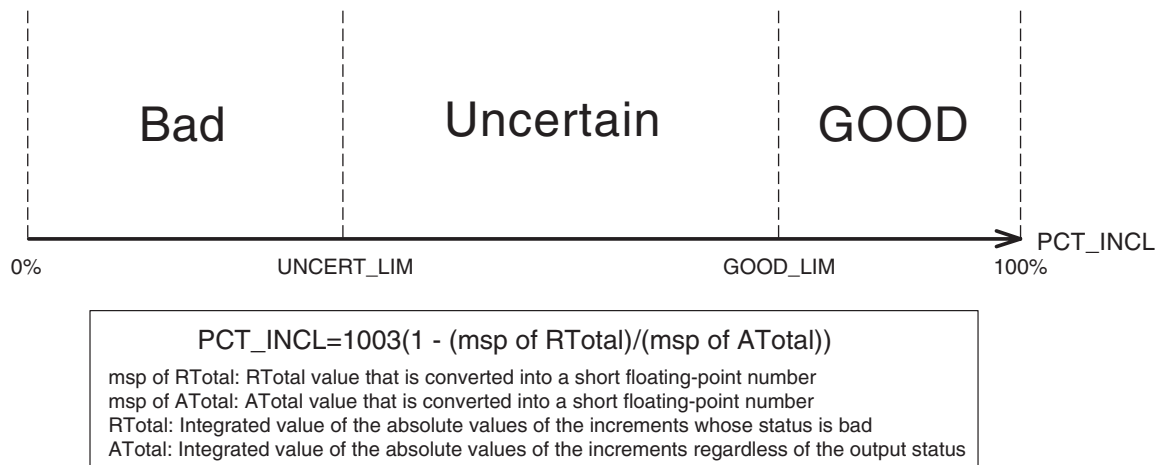 Bad Uncertain GOOD
PCT_INCL
0% UNCERT_LIM GOOD_LIM 100%
PCT_INCL=1003(1 - (msp of RTotal)/(msp of ATotal))
msp of RTotal: RTotal value that is converted into a short floating-point number
msp of ATotal: ATotal value that is converted into a short floating-point number
RTotal: Integrated value of the absolute values of the increments whose status is bad
ATotal: Integrated value of the absolute values of the increments regardless of the output status